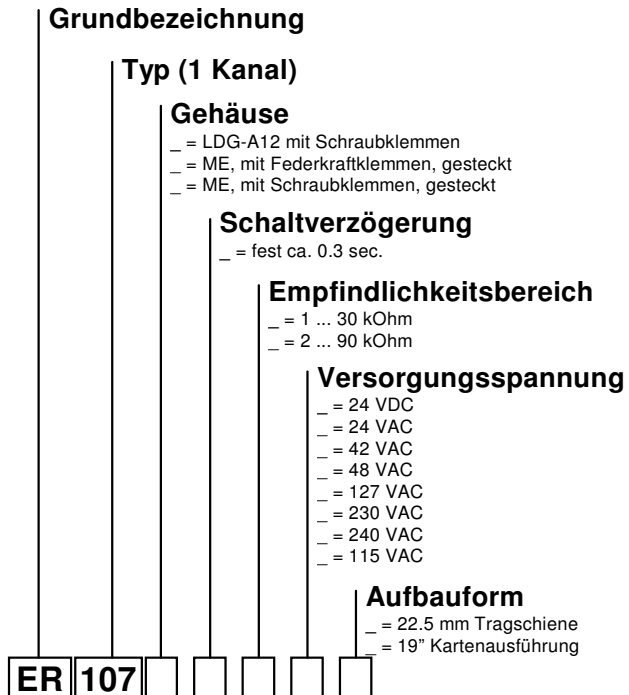 Grundbezeichnung
Typ (1 Kanal)
Gehäuse
_ = LDG-A12 mit Schraubklemmen
_ = ME, mit Federkraftklemmen, gesteckt
_ = ME, mit Schraubklemmen, gesteckt
Schaltverzögerung
_ = fest ca. 0.3 sec.
Empfindlichkeitsbereich
_ = 1 ... 30 kOhm
_ = 2 ... 90 kOhm
Versorgungsspannung
_ = 24 VDC
_ = 24 VAC
_ = 42 VAC
_ = 48 VAC
_ = 127 VAC
_ = 230 VAC
_ = 240 VAC
_ = 115 VAC
Aufbauform
_ = 22.5 mm Tragschiene
_ = 19” Kartenausführung
ER 107